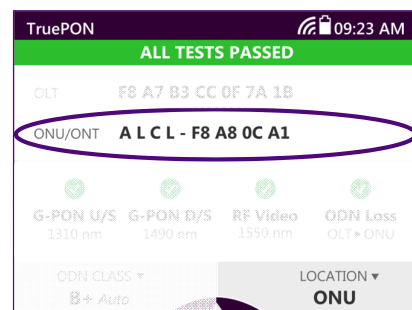 TruePON 09:23 AM
ALL TESTS PASSED
OLT F8 A7 B3 CC 0F 7A 1B
ONU/ONT A L C L - F8 A8 0C A1
G-PON U/S G-PON D/S RF Video ODN Loss
1310 nm 1490 nm 1550 nm OLT ▸ ONU
ODN CLASS ▾ LOCATION ▾
B+ Auto ONU